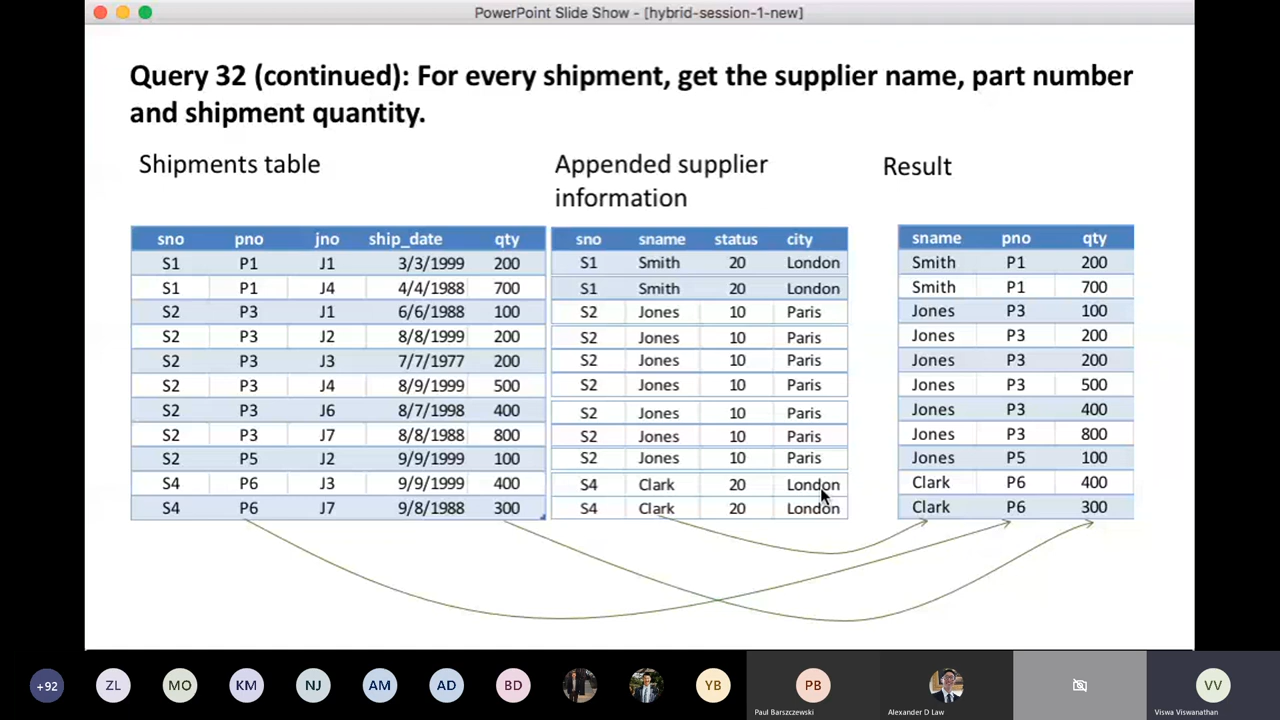 PowerPoint Slide Show - [hybrid-session-1-new]
Query 32 (continued): For every shipment, get the supplier name, part number
and shipment quantity.
Shipments table
Appended supplier
information
Result
sno pno jno ship_date qty
S1 P1 J1 3/3/1999 200
S1 P1 J4 4/4/1988 700
S2 P3 J1 6/6/1988 100
S2 P3 J2 8/8/1999 200
S2 P3 J3 7/7/1977 200
S2 P3 J4 8/9/1999 500
S2 P3 J6 8/7/1998 400
S2 P3 J7 8/8/1988 800
S2 P5 J2 9/9/1999 100
S4 P6 J3 9/9/1999 400
S4 P6 J7 9/8/1988 300
sno sname status city
S1 Smith 20 London
S1 Smith 20 London
S2 Jones 10 Paris
S2 Jones 10 Paris
S2 Jones 10 Paris
S2 Jones 10 Paris
S2 Jones 10 Paris
S2 Jones 10 Paris
S2 Jones 10 Paris
S4 Clark 20 London
S4 Clark 20 London
sname pno qty
Smith P1 200
Smith P1 700
Jones P3 100
Jones P3 200
Jones P3 200
Jones P3 500
Jones P3 400
Jones P3 800
Jones P5 100
Clark P6 400
Clark P6 300
+92 ZL MO KM NJ AM AD BD YB PB VV
Paul Barszczewski Alexander D Law Viswa Viswanathan